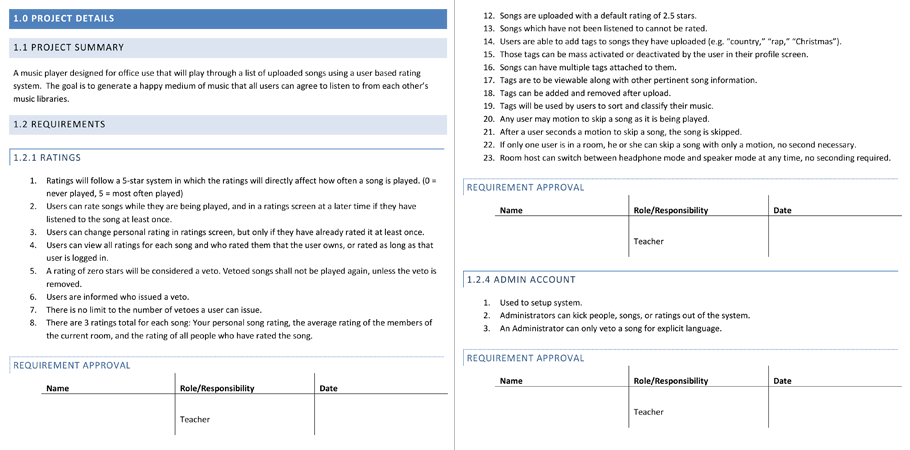 1.0 PROJECT DETAILS
1.1 PROJECT SUMMARY
A music player designed for office use that will play through a list of uploaded songs using a user based rating
system. The goal is to generate a happy medium of music that all users can agree to listen to from each other's
music libraries.
1.2 REQUIREMENTS
1.2.1 RATINGS
1. Ratings will follow a 5-star system in which the ratings will directly affect how often a song is played. (0 =
never played, 5 = most often played)
2. Users can rate songs while they are being played, and in a ratings screen at a later time if they have
listened to the song at least once.
3. Users can change personal rating in ratings screen, but only if they have already rated it at least once.
4. Users can view all ratings for each song and who rated them that the user owns, or rated as long as that
user is logged in.
5. A rating of zero stars will be considered a veto. Vetoed songs shall not be played again, unless the veto is
removed.
6. Users are informed who issued a veto.
7. There is no limit to the number of vetoes a user can issue.
8. There are 3 ratings total for each song: Your personal song rating, the average rating of the members of
the current room, and the rating of all people who have rated the song.
REQUIREMENT APPROVAL
Name Role/Responsibility Date
Teacher
12. Songs are uploaded with a default rating of 2.5 stars.
13. Songs which have not been listened to cannot be rated.
14. Users are able to add tags to songs they have uploaded (e.g. "country," "rap," "Christmas").
15. Those tags can be mass activated or deactivated by the user in their profile screen.
16. Songs can have multiple tags attached to them.
17. Tags are to be viewable along with other pertinent song information.
18. Tags can be added and removed after upload.
19. Tags will be used by users to sort and classify their music.
20. Any user may motion to skip a song as it is being played.
21. After a user seconds a motion to skip a song, the song is skipped.
22. If only one user is in a room, he or she can skip a song with only a motion, no second necessary.
23. Room host can switch between headphone mode and speaker mode at any time, no seconding required.
REQUIREMENT APPROVAL
Name Role/Responsibility Date
Teacher
1.2.4 ADMIN ACCOUNT
1. Used to setup system.
2. Administrators can kick people, songs, or ratings out of the system.
3. An Administrator can only veto a song for explicit language.
REQUIREMENT APPROVAL
Name Role/Responsibility Date
Teacher